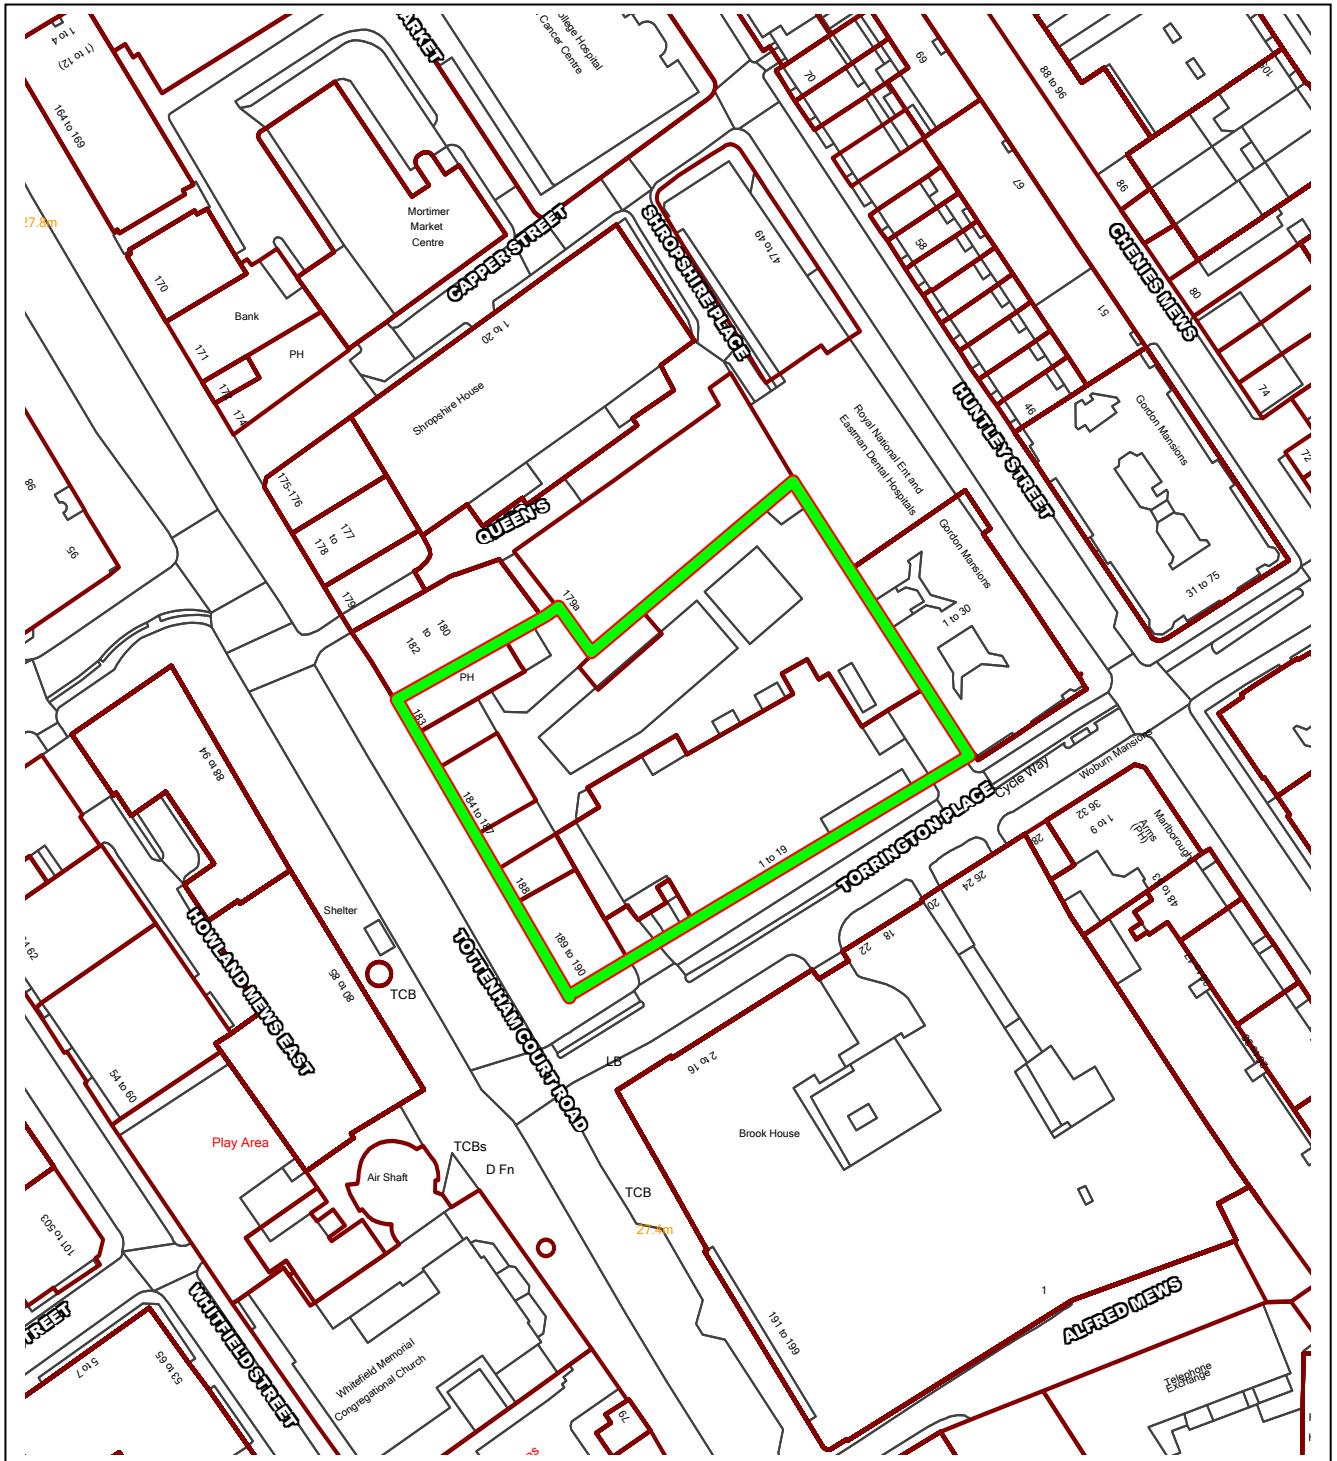 1 to 4
(1 to 12)
ARKET
ollege Hospital
Cancer Centre
70
69
88 to 96
109
164 to 169
27.8m
Mortimer
Market
Centre
CAPPER STREET
SHROPSHIRE PLACE
47 to 49
67
58
86
CHENIES MEWS
80
51
74
72
170
Bank
171
PH
174
1 to 20
Shropshire House
46
HUNTLEY STREET
Gordon Mansions
Royal National Ent and
Eastman Dental Hospitals
98
95
175-176
177
to
178
179
QUEEN'S
179a
180
to
182
Gordon Mansions
1 to 30
31 to 75
PH
183
88 to 94
184 to 187
188
189 to 190
1 to 19
TORRINGTON PLACE
Cycle Way
Woburn Mansions
36 32
1 to 9
Marlborough
Arms
(PH)
28
26 24
20
18
22
48 to 53
Shelter
TCB
80 to 85
HOWLAND MEWS EAST
TOTTENHAM COURT ROAD
54 to 60
LB
2 to 16
Brook House
Play Area
Air Shaft
TCBs
D Fn
TCB
27.4m
101 to 503
TREET
WHITFIELD STREET
5 to 7
53 to 65
Whitefield Memorial
Congregational Church
191 to 199
1
ALFRED MEWS
Telephone
Exchange
79